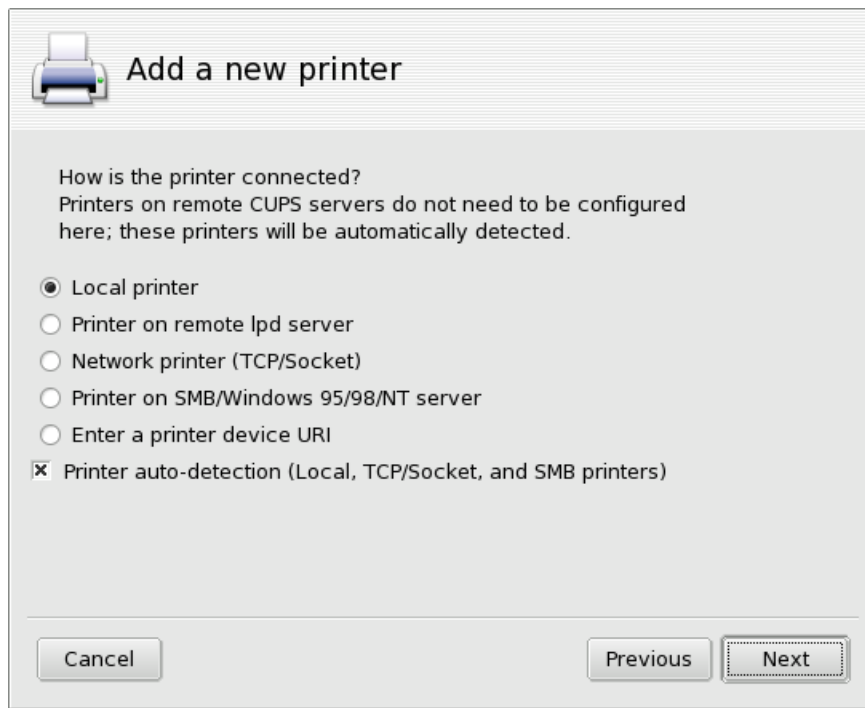 Add a new printer
How is the printer connected?
Printers on remote CUPS servers do not need to be configured
here; these printers will be automatically detected.
Local printer
Printer on remote lpd server
Network printer (TCP/Socket)
Printer on SMB/Windows 95/98/NT server
Enter a printer device URI
Printer auto-detection (Local, TCP/Socket, and SMB printers)
Cancel
Previous
Next